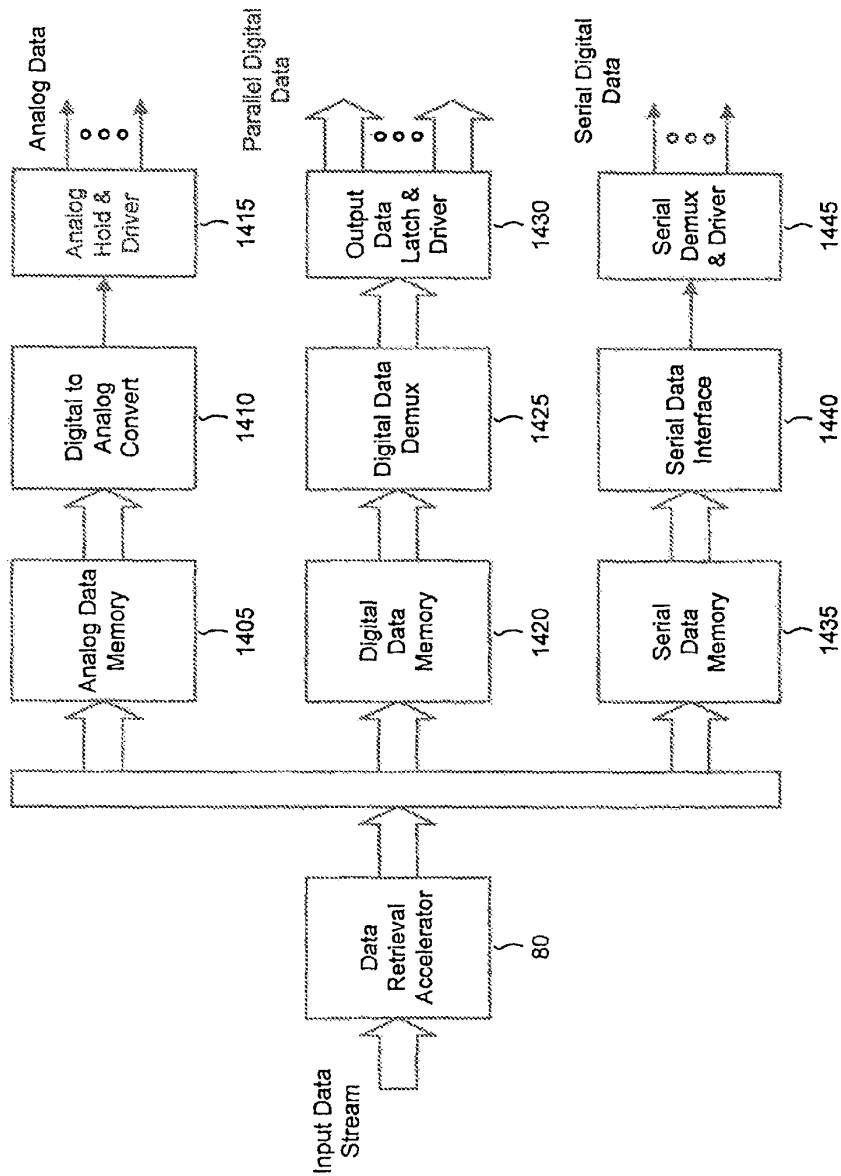 Input Data
Stream
Data
Retrieval
Accelerator
80
Analog Data
Memory
1405
Digital to
Analog
Convert
1410
Analog
Hold &
Driver
1415
Analog Data
Digital
Data
Memory
1420
Digital Data
Demux
1425
Output
Data
Latch &
Driver
1430
Parallel Digital
Data
Serial
Data
Memory
1435
Serial Data
Interface
1440
Serial
Demux
& Driver
1445
Serial Digital
Data